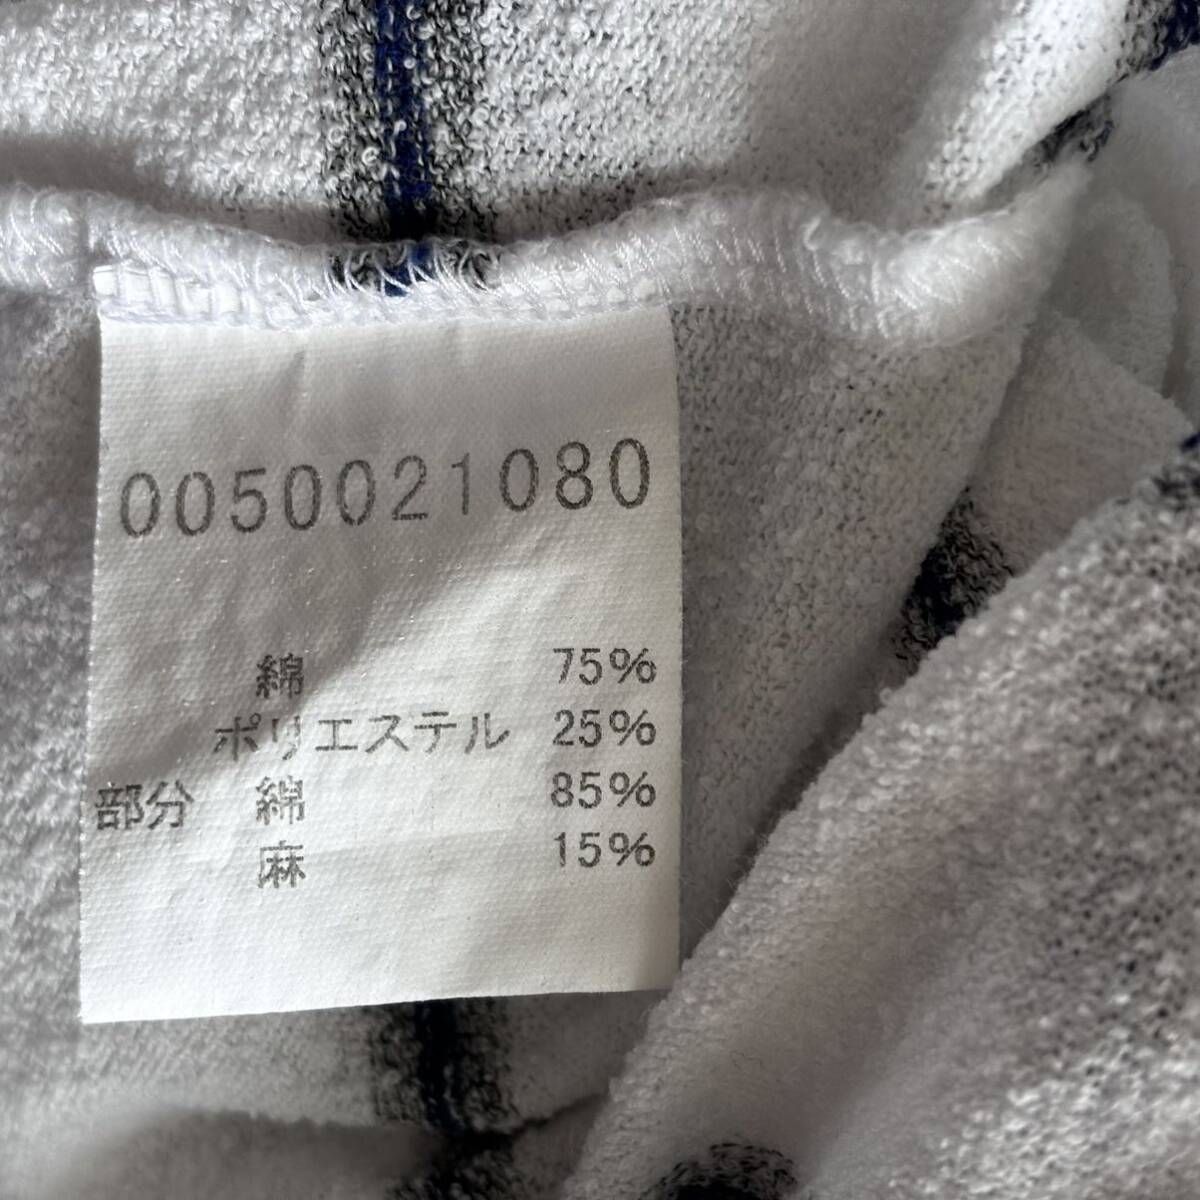 0050021080
綿 75%
ポリエステル 25%
部分 綿 85%
麻 15%